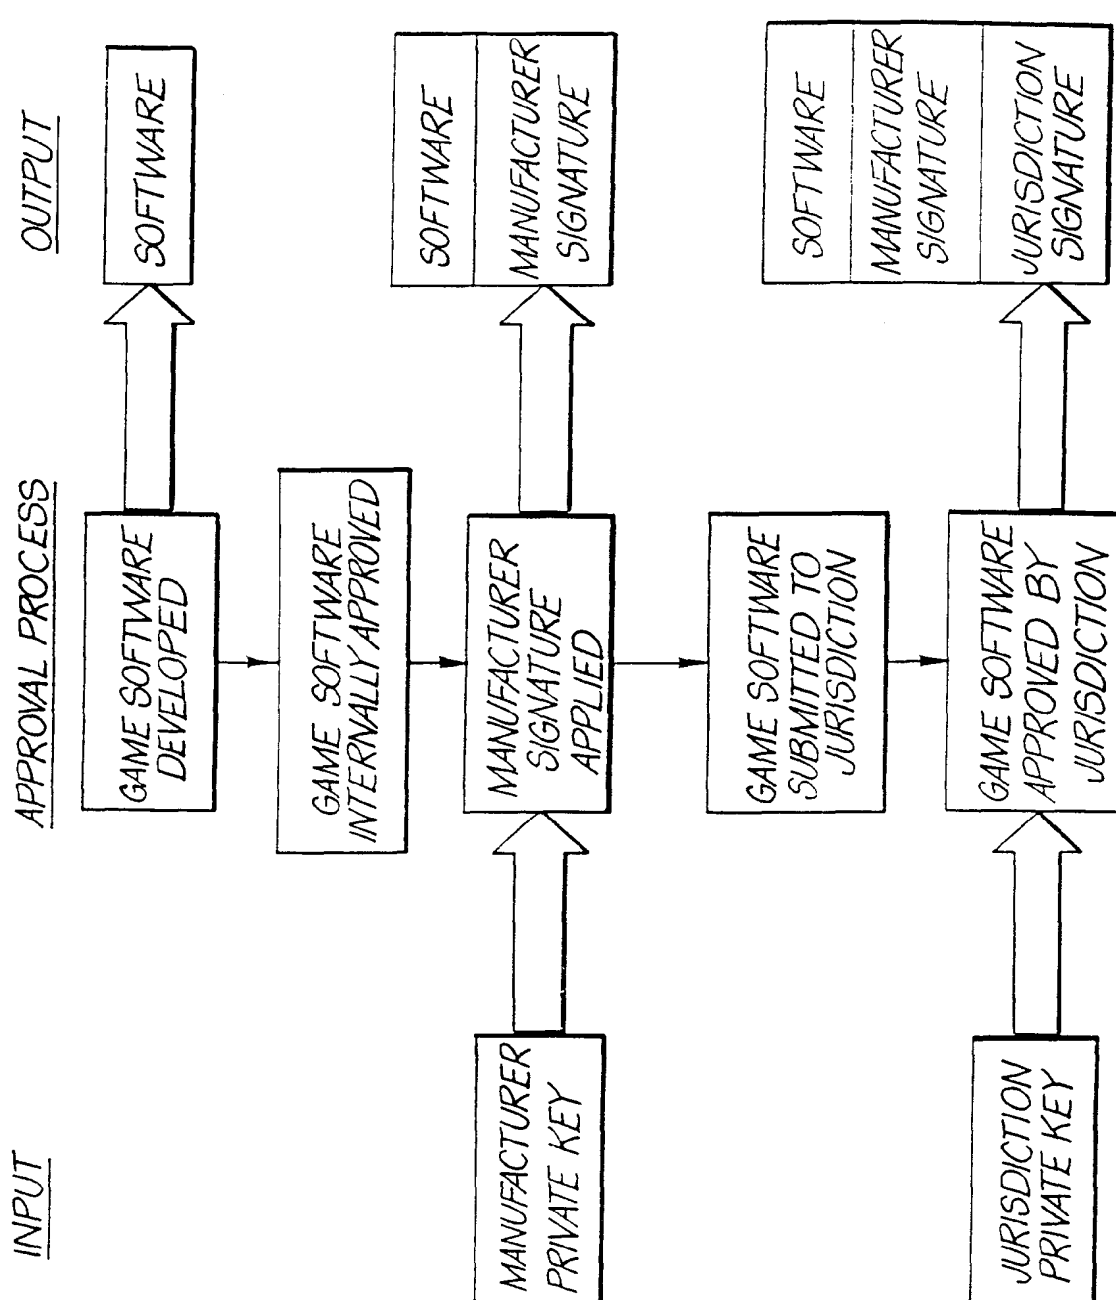 INPUT
APPROVAL PROCESS
OUTPUT
GAME SOFTWARE
DEVELOPED
SOFTWARE
GAME SOFTWARE
INTERNALLY APPROVED
MANUFACTURER
PRIVATE KEY
MANUFACTURER
SIGNATURE
APPLIED
SOFTWARE
MANUFACTURER
SIGNATURE
GAME SOFTWARE
SUBMITTED TO
JURISDICTION
JURISDICTION
PRIVATE KEY
GAME SOFTWARE
APPROVED BY
JURISDICTION
SOFTWARE
MANUFACTURER
SIGNATURE
JURISDICTION
SIGNATURE